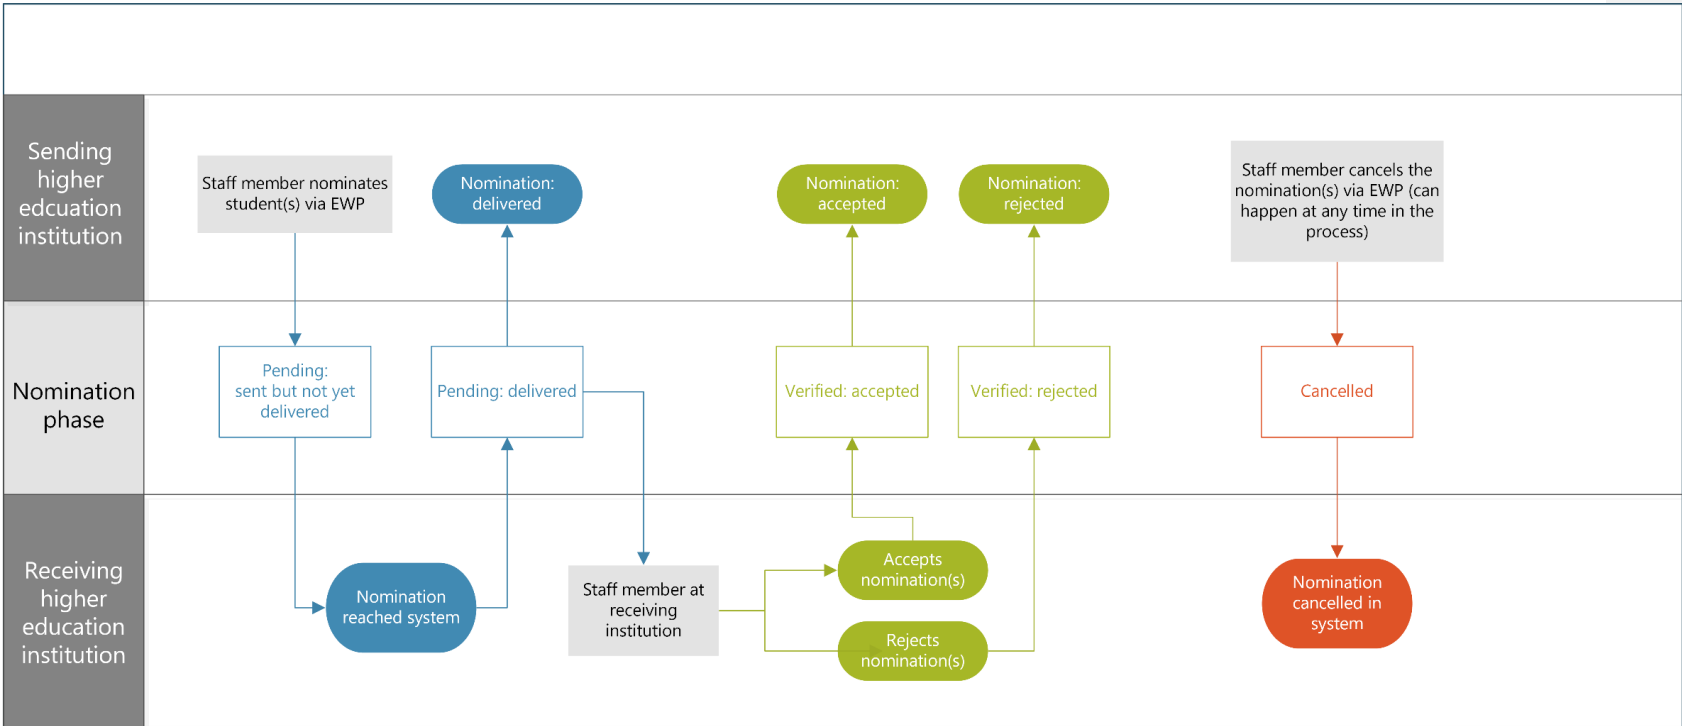 Sending
higher
edcuation
institution
Staff member nominates
student(s) via EWP
Nomination:
delivered
Nomination:
accepted
Nomination:
rejected
Staff member cancels the
nomination(s) via EWP (can
happen at any time in the
process)
Nomination
phase
Pending:
sent but not yet
delivered
Pending: delivered
Verified: accepted
Verified: rejected
Cancelled
Receiving
higher
education
institution
Nomination
reached system
Staff member at
receiving
institution
Accepts
nomination(s)
Rejects
nomination(s)
Nomination
cancelled in
system